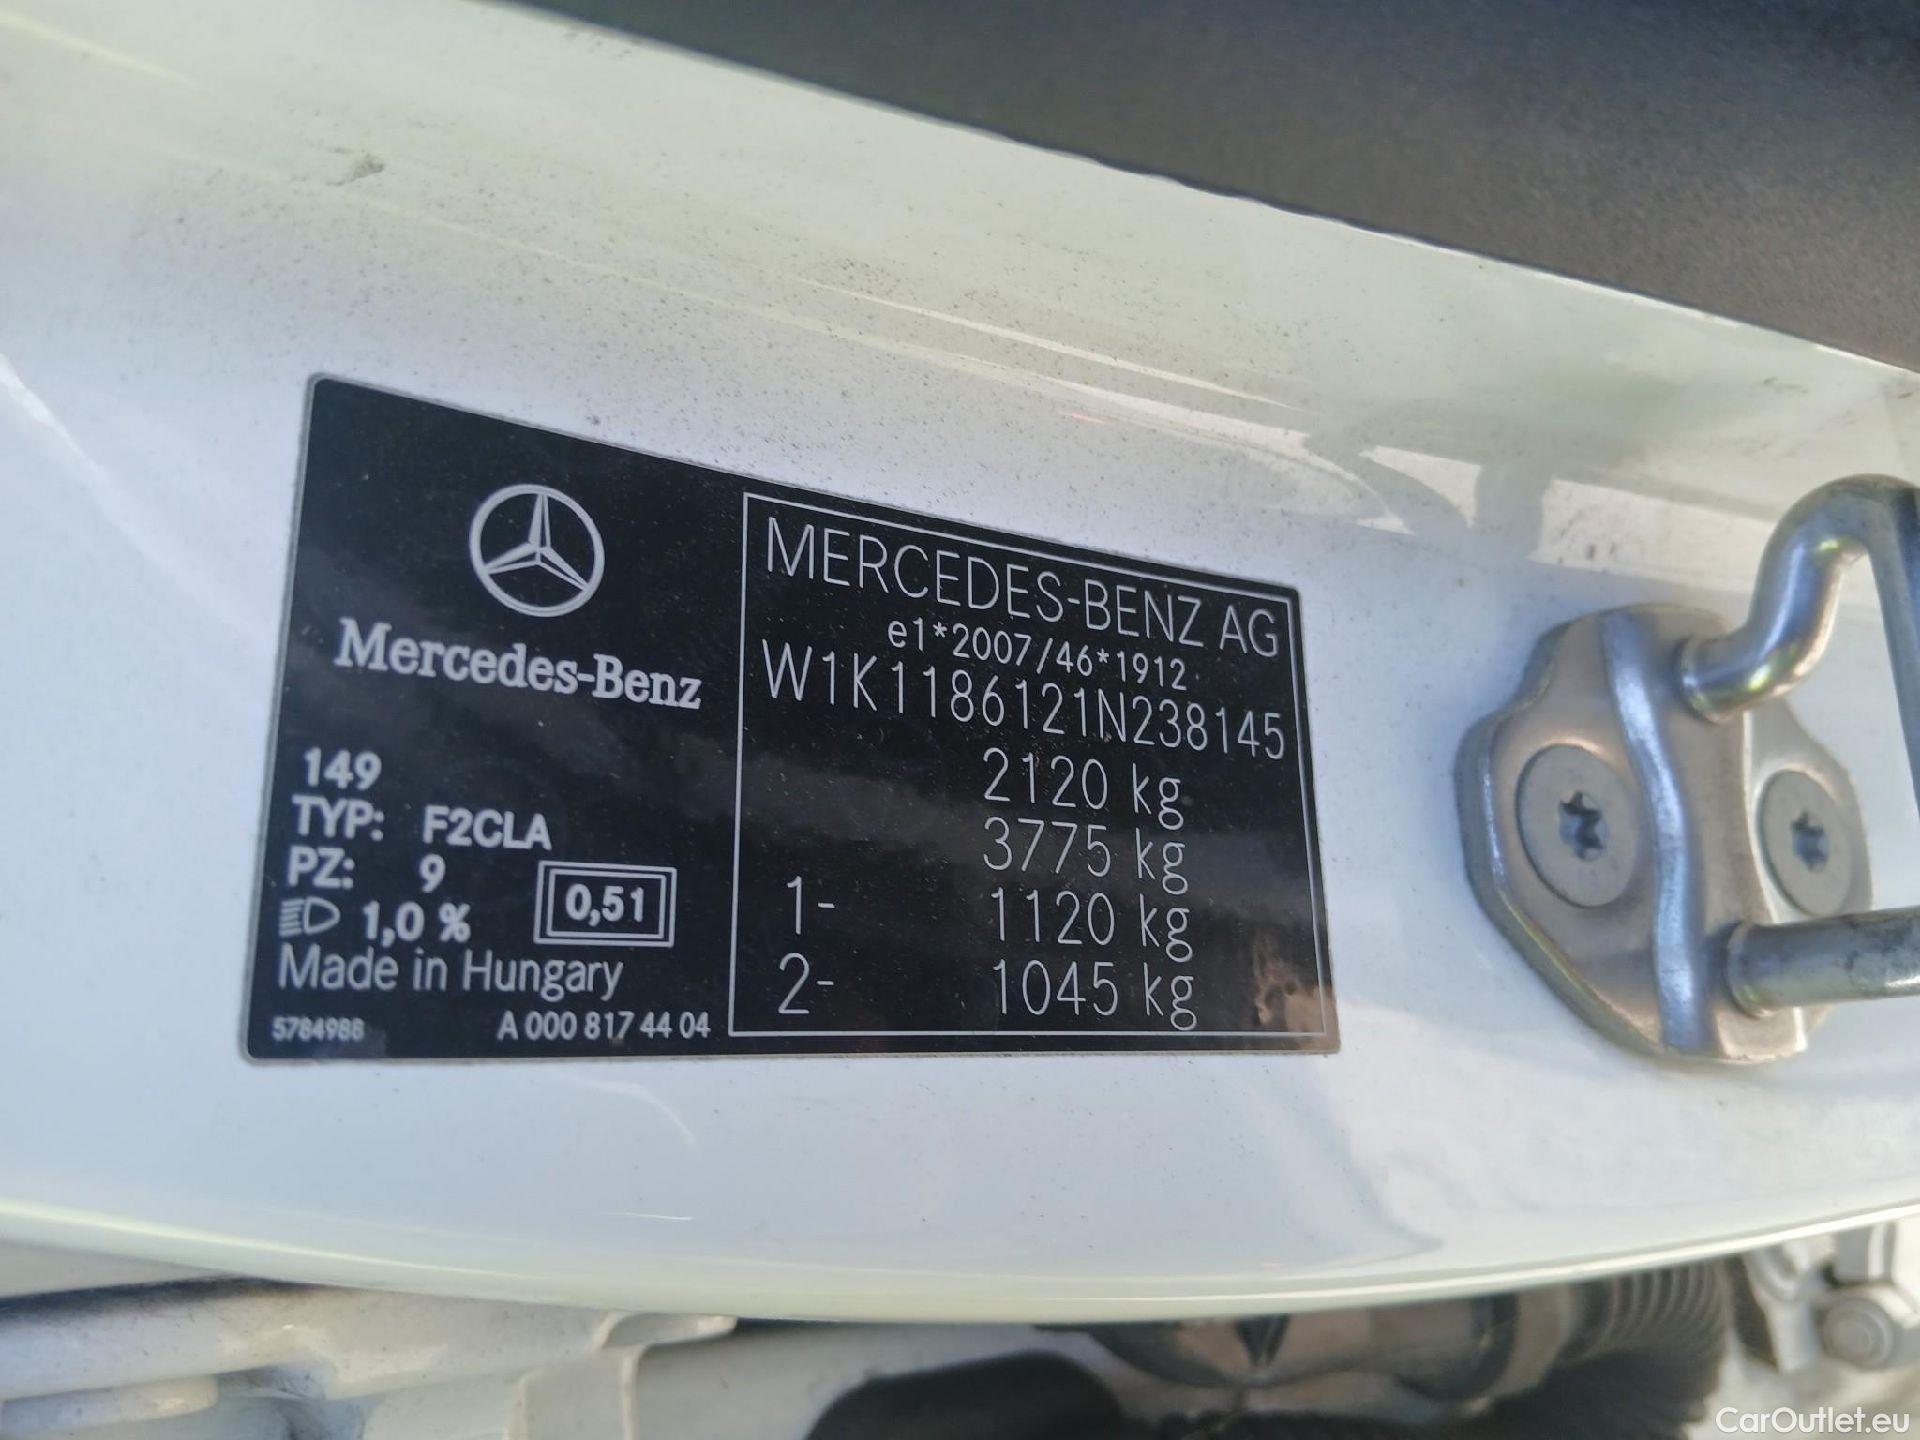 Mercedes-Benz
149
TYP: F2CLA
PZ: 9
1,0 %
0,51
Made in Hungary
5784988
A 000 817 44 04
MERCEDES-BENZ AG
e1*2007/46*1912
W1K1186121N238145
2120 kg
3775 kg
1- 1120 kg
2- 1045 kg
CarOutlet.eu